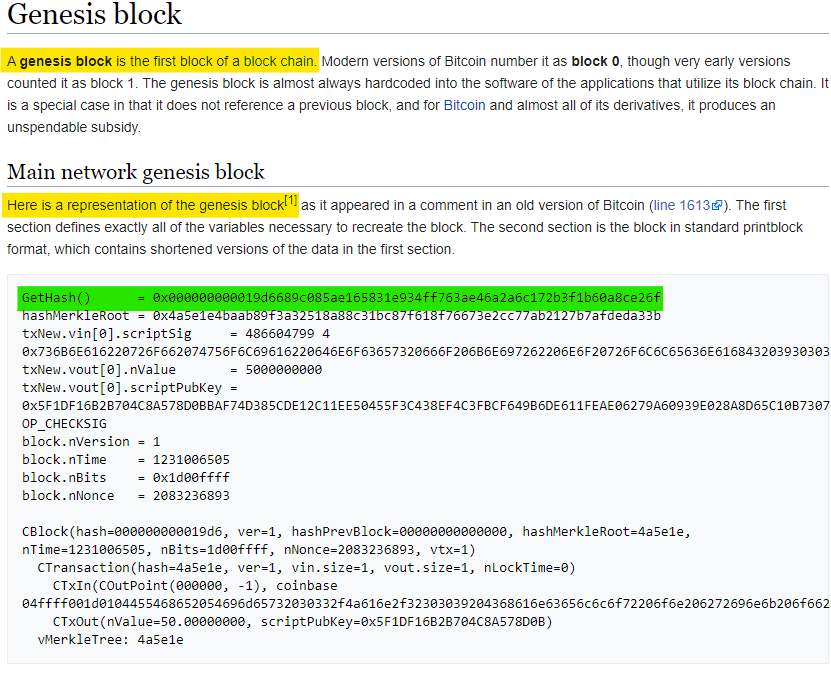 Genesis block
A genesis block is the first block of a block chain. Modern versions of Bitcoin number it as block 0, though very early versions
counted it as block 1. The genesis block is almost always hardcoded into the software of the applications that utilize its block chain. It
is a special case in that it does not reference a previous block, and for Bitcoin and almost all of its derivatives, it produces an
unspendable subsidy.
Main network genesis block
Here is a representation of the genesis block[1] as it appeared in a comment in an old version of Bitcoin (line 1613). The first
section defines exactly all of the variables necessary to recreate the block. The second section is the block in standard printblock
format, which contains shortened versions of the data in the first section.
GetHash()      = 0x000000000019d6689c085ae165831e934ff763ae46a2a6c172b3f1b60a8ce26f
hashMerkleRoot = 0x4a5e1e4baab89f3a32518a88c31bc87f618f76673e2cc77ab2127b7afdeda33b
txNew.vin[0].scriptSig     = 486604799 4
0x736B6E616220726F662074756F6C69616220646E6F63657320666F206B6E697262206E6F20726F6C6C65636E616843203930303
txNew.vout[0].nValue       = 5000000000
txNew.vout[0].scriptPubKey =
0x5F1DF16B2B704C8A578D0BBAF74D385CDE12C11EE50455F3C438EF4C3FBCF649B6DE611FEAE06279A60939E028A8D65C10B7307
OP_CHECKSIG
block.nVersion = 1
block.nTime    = 1231006505
block.nBits    = 0x1d00ffff
block.nNonce   = 2083236893
CBlock(hash=000000000019d6, ver=1, hashPrevBlock=00000000000000, hashMerkleRoot=4a5e1e,
nTime=1231006505, nBits=1d00ffff, nNonce=2083236893, vtx=1)
CTransaction(hash=4a5e1e, ver=1, vin.size=1, vout.size=1, nLockTime=0)
CTxIn(COutPoint(000000, -1), coinbase
04ffff001d0104455468652054696d65732030332f4a616e2f32303039204368616e63656c6c6f72206f6e206272696e6b206f662
CTxOut(nValue=50.00000000, scriptPubKey=0x5F1DF16B2B704C8A578D0B)
vMerkleTree: 4a5e1e